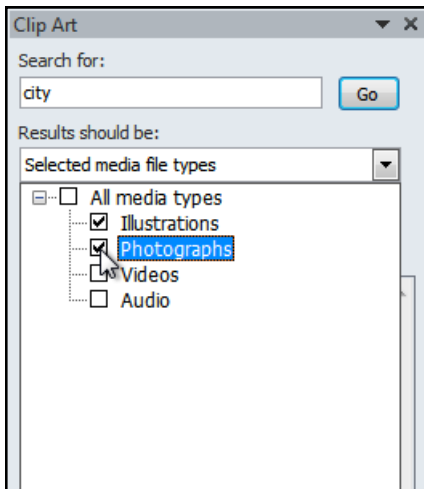 Clip Art
Search for:
city
Go
Results should be:
Selected media file types
All media types
Illustrations
Photographs
Videos
Audio